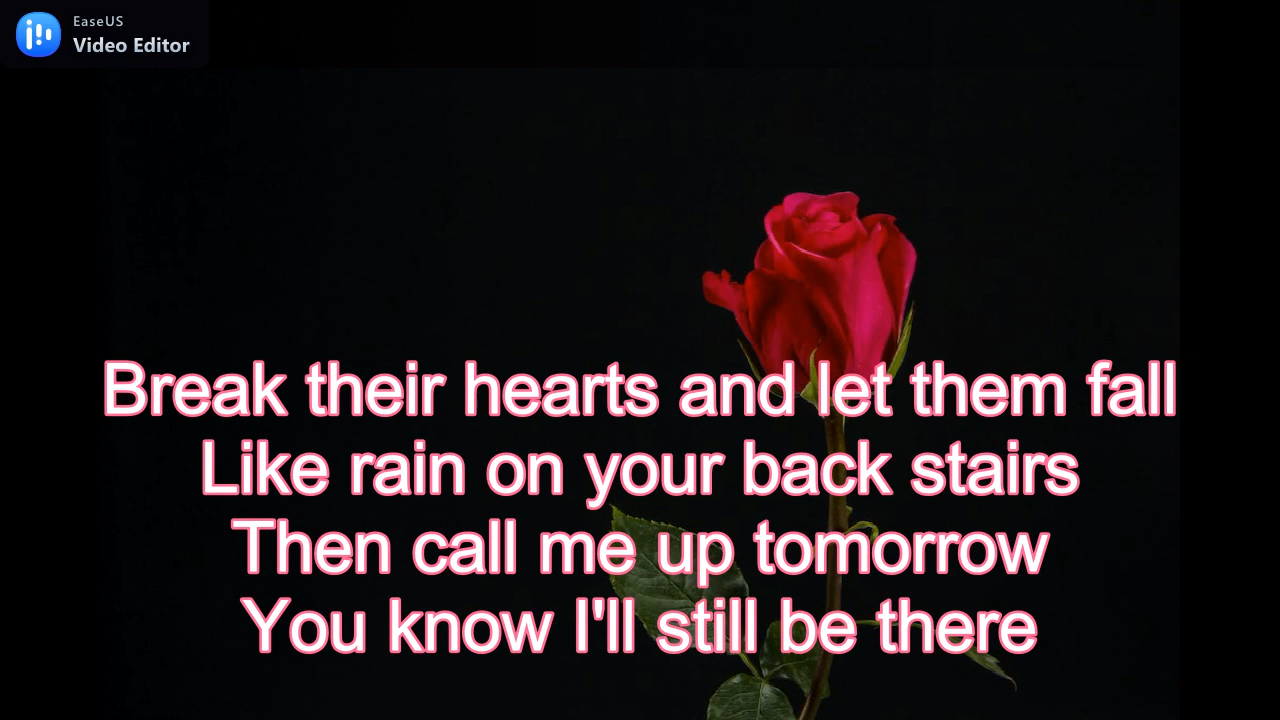 EaseUS
Video Editor
Break their hearts and let them fall
Like rain on your back stairs
Then call me up tomorrow
You know I'll still be there